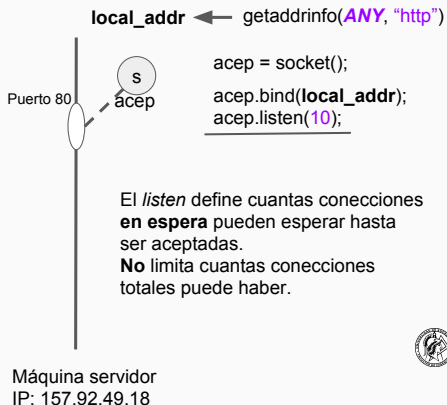 local_addr getaddrinfo(ANY, "http")
s
acep
Puerto 80
acep = socket();
acep.bind(local_addr);
acep.listen(10);
El listen define cuantas conecciones
en espera pueden esperar hasta
ser aceptadas.
No limita cuantas conecciones
totales puede haber.
Máquina servidor
IP: 157.92.49.18